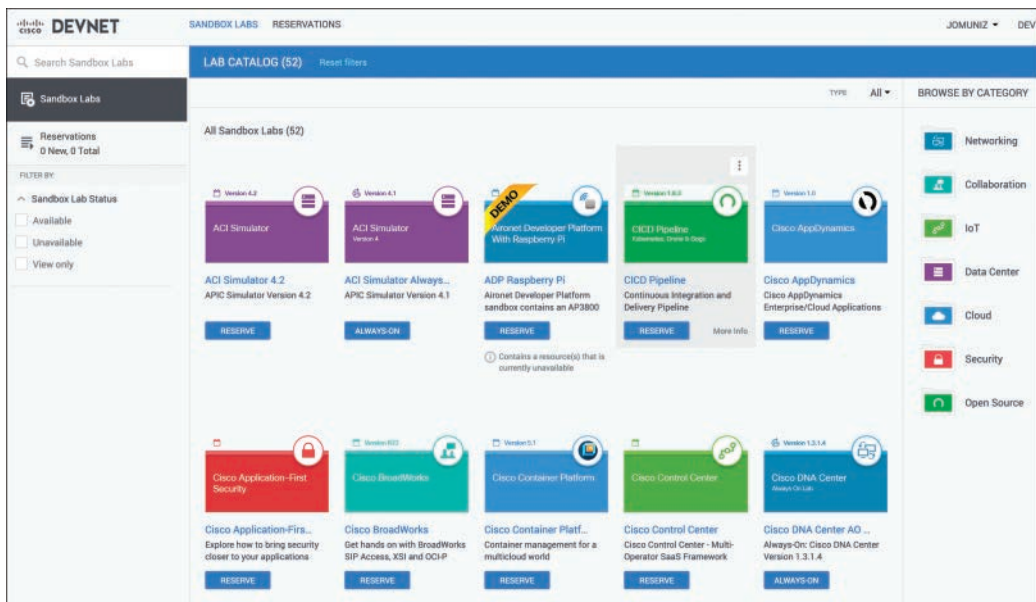 cisco DEVNET
SANDBOX LABS RESERVATIONS
JOMUNIZ
DEV
Search Sandbox Labs
LAB CATALOG (52) Reset filters
Sandbox Labs
TYPE All
BROWSE BY CATEGORY
Reservations
0 New, 0 Total
FILTER BY:
Sandbox Lab Status
Available
Unavailable
View only
All Sandbox Labs (52)
Version 4.2
ACI Simulator
ACI Simulator 4.2
APIC Simulator Version 4.2
RESERVE
Version 4.1
ACI Simulator
Version 4
ACI Simulator Always...
APIC Simulator Version 4.1
ALWAYS-ON
DEMO
Aironet Developer Platform
With Raspberry Pi
ADP Raspberry Pi
Aironet Developer Platform
sandbox contains an AP3800
RESERVE
Contains a resource(s) that is
currently unavailable
CICD Pipeline
CICD Pipeline
Continuous Integration and
Delivery Pipeline
RESERVE More Info
Version 1.0
Cisco AppDynamics
Cisco AppDynamics
Cisco AppDynamics
Enterprise/Cloud Applications
RESERVE
Cisco Application-First
Security
Cisco Application-Firs...
Explore how to bring security
closer to your applications
RESERVE
Version
Cisco BroadWorks
Cisco BroadWorks
Get hands on with BroadWorks
SIP Access, XSI and OCI-P
RESERVE
Version 5.1
Cisco Container Platform
Cisco Container Platf...
Container management for a
multicloud world
RESERVE
Cisco Control Center
Cisco Control Center
Cisco Control Center - Multi-
Operator SaaS Framework
RESERVE
Version 1.3.1.4
Cisco DNA Center
Always-On Lab
Cisco DNA Center AO ...
Always-On: Cisco DNA Center
Version 1.3.1.4
ALWAYS-ON
Networking
Collaboration
IoT
Data Center
Cloud
Security
Open Source